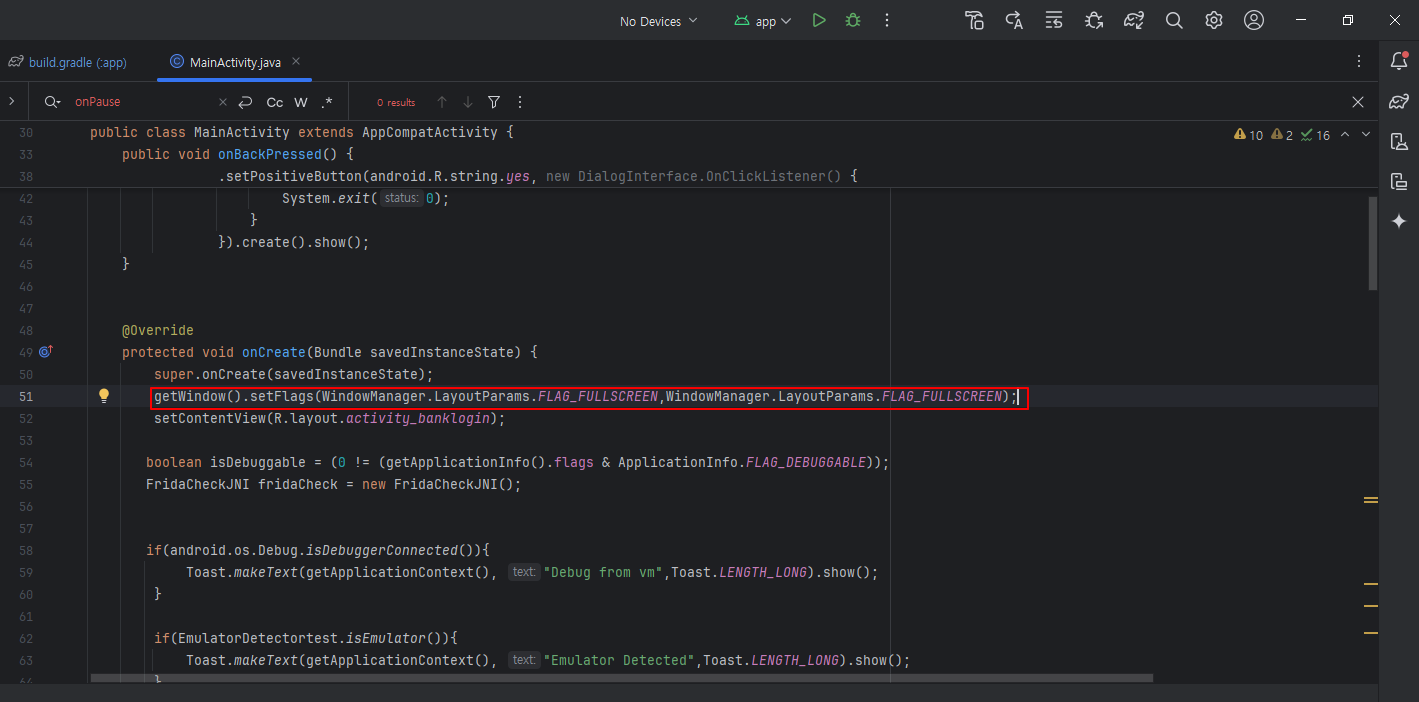 No Devices app
build.gradle (:app) MainActivity.java
onPause Cc W .* 0 results
30 public class MainActivity extends AppCompatActivity { 10 2 16
33 public void onBackPressed() {
38 .setPositiveButton(android.R.string.yes, new DialogInterface.OnClickListener() {
42 System.exit( status: 0);
43 }
44 }).create().show();
45 }
46
47
48 @Override
49 protected void onCreate(Bundle savedInstanceState) {
50 super.onCreate(savedInstanceState);
51 getWindow().setFlags(WindowManager.LayoutParams.FLAG_FULLSCREEN,WindowManager.LayoutParams.FLAG_FULLSCREEN);
52 setContentView(R.layout.activity_banklogin);
53
54 boolean isDebuggable = (0 != (getApplicationInfo().flags & ApplicationInfo.FLAG_DEBUGGABLE));
55 FridaCheckJNI fridaCheck = new FridaCheckJNI();
56
57
58 if(android.os.Debug.isDebuggerConnected()){
59 Toast.makeText(getApplicationContext(), text: "Debug from vm",Toast.LENGTH_LONG).show();
60 }
61
62 if(EmulatorDetectortest.isEmulator()){
63 Toast.makeText(getApplicationContext(), text: "Emulator Detected",Toast.LENGTH_LONG).show();
64 }